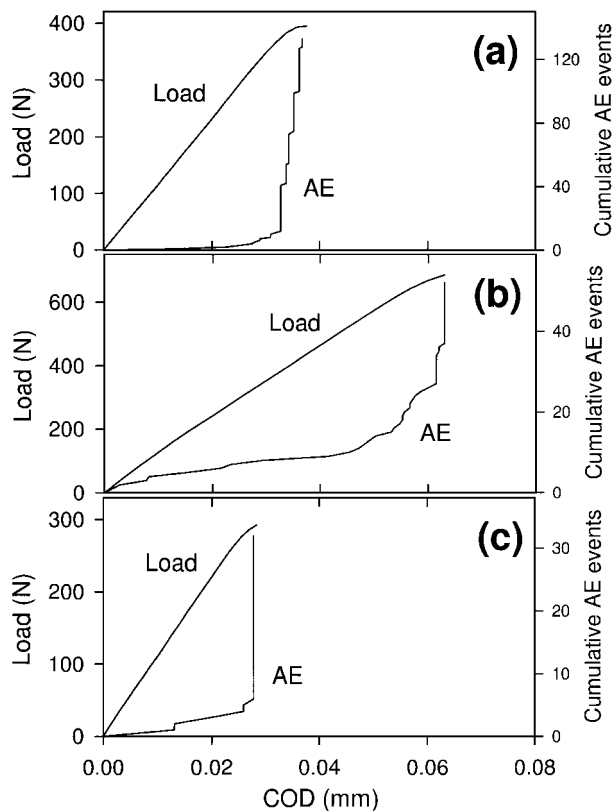 400
300
200
100
0
Load (N)
Load
AE
(a)
120
80
40
0
Cumulative AE events
600
400
200
0
Load (N)
Load
AE
(b)
40
20
0
Cumulative AE events
300
200
100
0
Load (N)
Load
AE
(c)
30
20
10
0
Cumulative AE events
0.00 0.02 0.04 0.06 0.08
COD (mm)